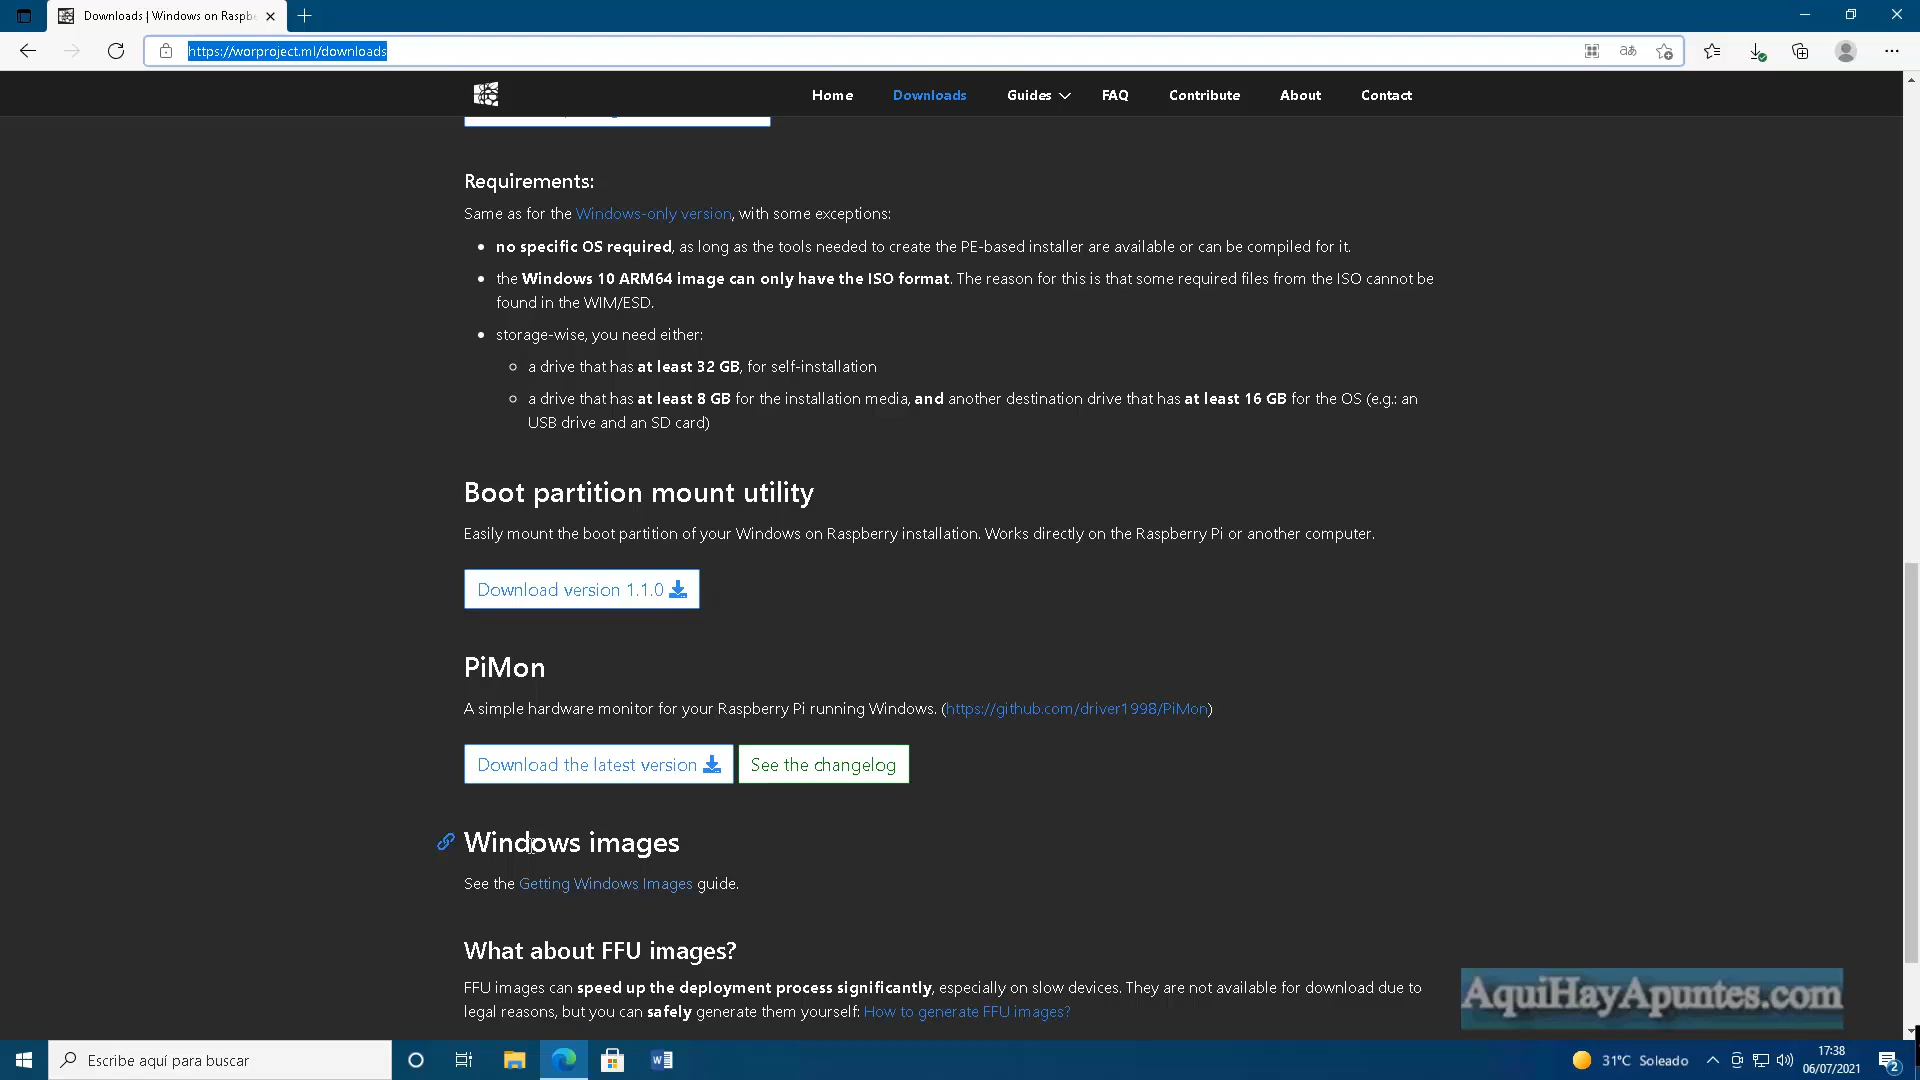 Downloads | Windows on Raspb
https://worproject.ml/downloads
Home Downloads Guides FAQ Contribute About Contact
Requirements:
Same as for the Windows-only version, with some exceptions:
no specific OS required, as long as the tools needed to create the PE-based installer are available or can be compiled for it.
the Windows 10 ARM64 image can only have the ISO format. The reason for this is that some required files from the ISO cannot be
found in the WIM/ESD.
storage-wise, you need either:
a drive that has at least 32 GB, for self-installation
a drive that has at least 8 GB for the installation media, and another destination drive that has at least 16 GB for the OS (e.g.: an
USB drive and an SD card)
Boot partition mount utility
Easily mount the boot partition of your Windows on Raspberry installation. Works directly on the Raspberry Pi or another computer.
Download version 1.1.0
PiMon
A simple hardware monitor for your Raspberry Pi running Windows. (https://github.com/driver1998/PiMon)
Download the latest version See the changelog
Windows images
See the Getting Windows Images guide.
What about FFU images?
FFU images can speed up the deployment process significantly, especially on slow devices. They are not available for download due to
legal reasons, but you can safely generate them yourself: How to generate FFU images?
AquiHayApuntes.com
Escribe aquí para buscar
31°C Soleado
17:38
06/07/2021
2